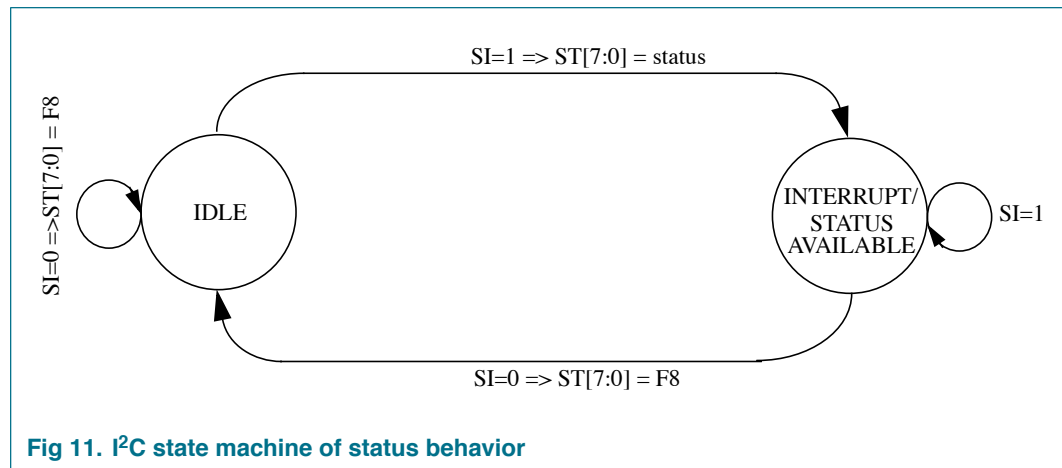 SI=1 => ST[7:0] = status
SI=0 =>ST[7:0] = F8
IDLE
INTERRUPT/
STATUS
AVAILABLE
SI=1
SI=0 => ST[7:0] = F8
Fig 11. I²C state machine of status behavior